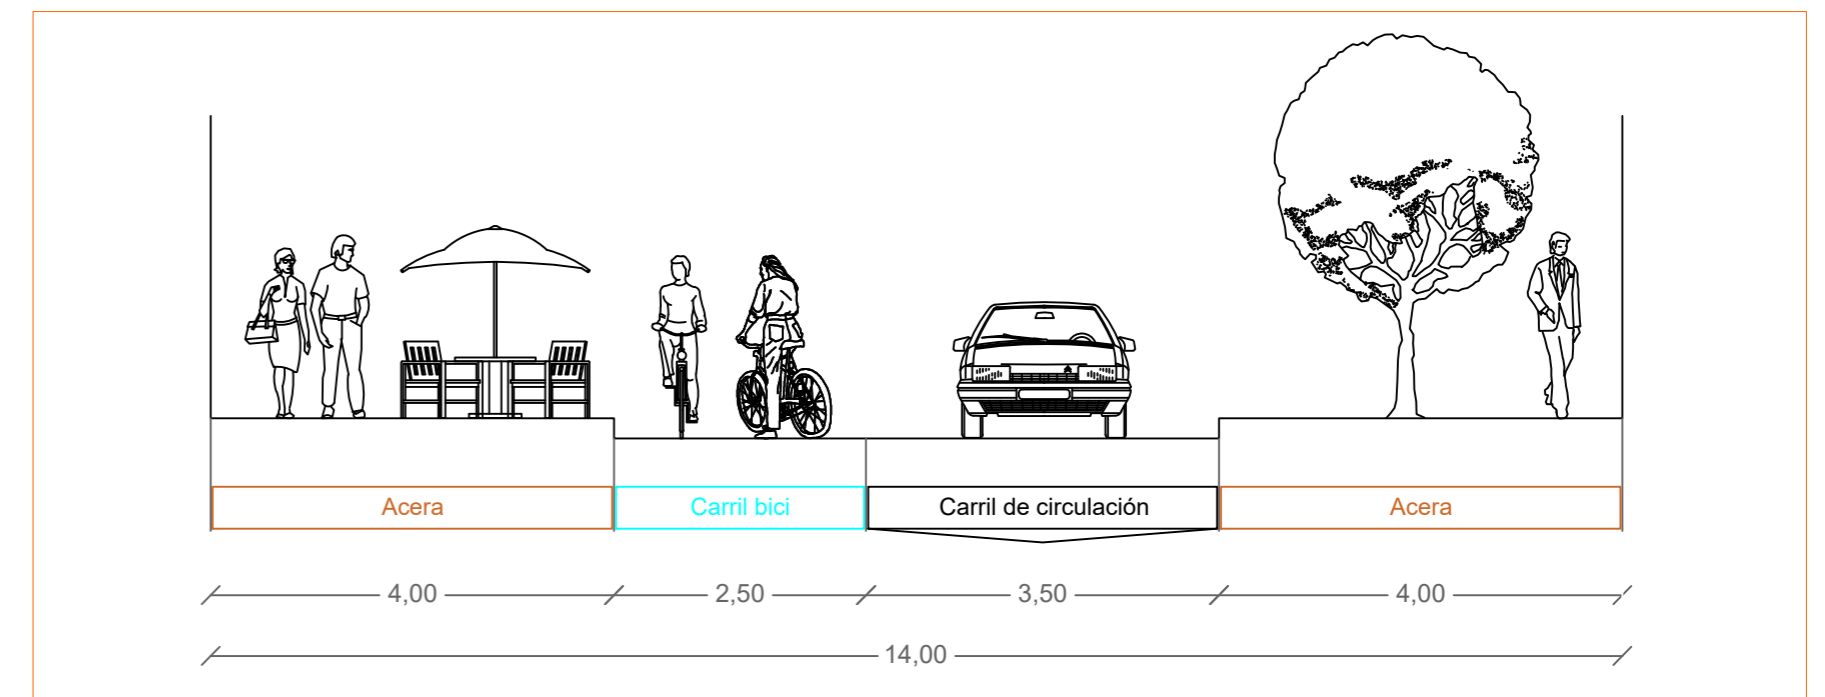 Acera
Carril bici
Carril de circulación
Acera
4,00
2,50
3,50
4,00
14,00